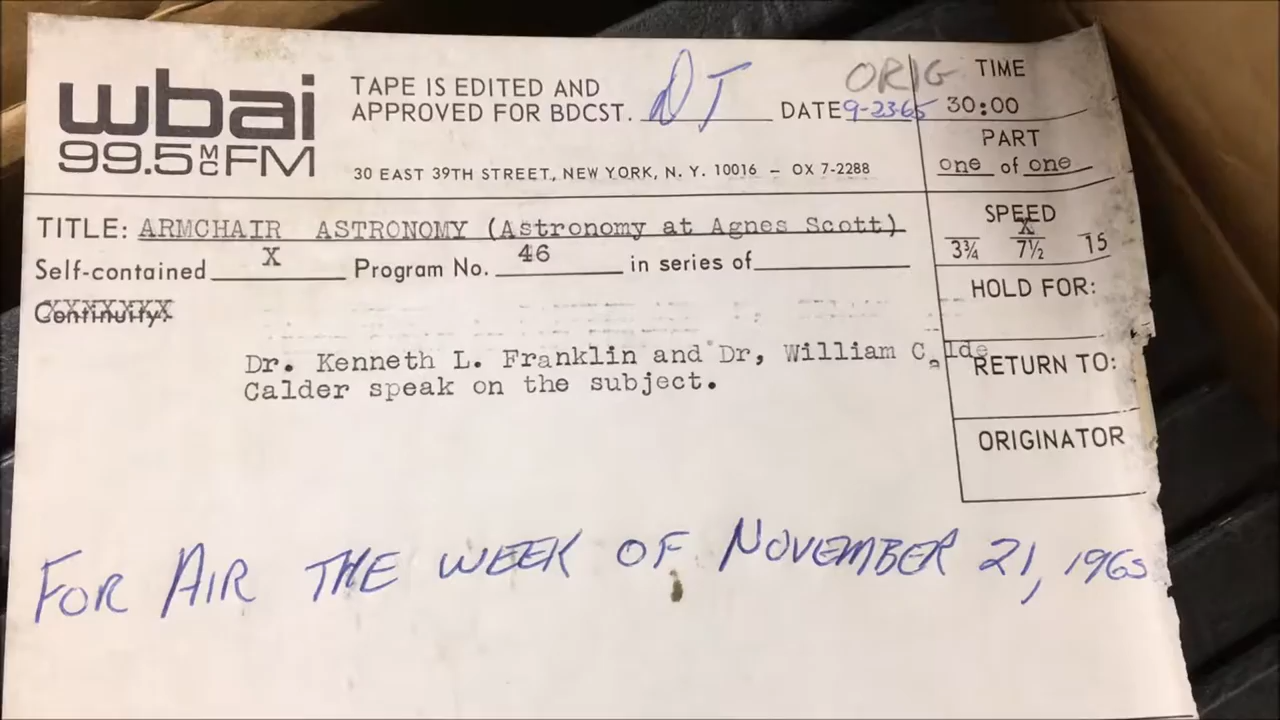 wbai
99.5 MC FM
TAPE IS EDITED AND
APPROVED FOR BDCST. DT DATE 9-23-65
30 EAST 39TH STREET, NEW YORK, N. Y. 10016 – OX 7-2288
ORIG TIME
30:00
PART
one of one
TITLE: ARMCHAIR ASTRONOMY (Astronomy at Agnes Scott)
Self-contained X Program No. 46 in series of
Continuity:
SPEED
X
3¾ 7½ 15
HOLD FOR:
RETURN TO:
ORIGINATOR
Dr. Kenneth L. Franklin and Dr, William C. Calde
Calder speak on the subject.
FOR AIR THE WEEK OF NOVEMBER 21, 1965